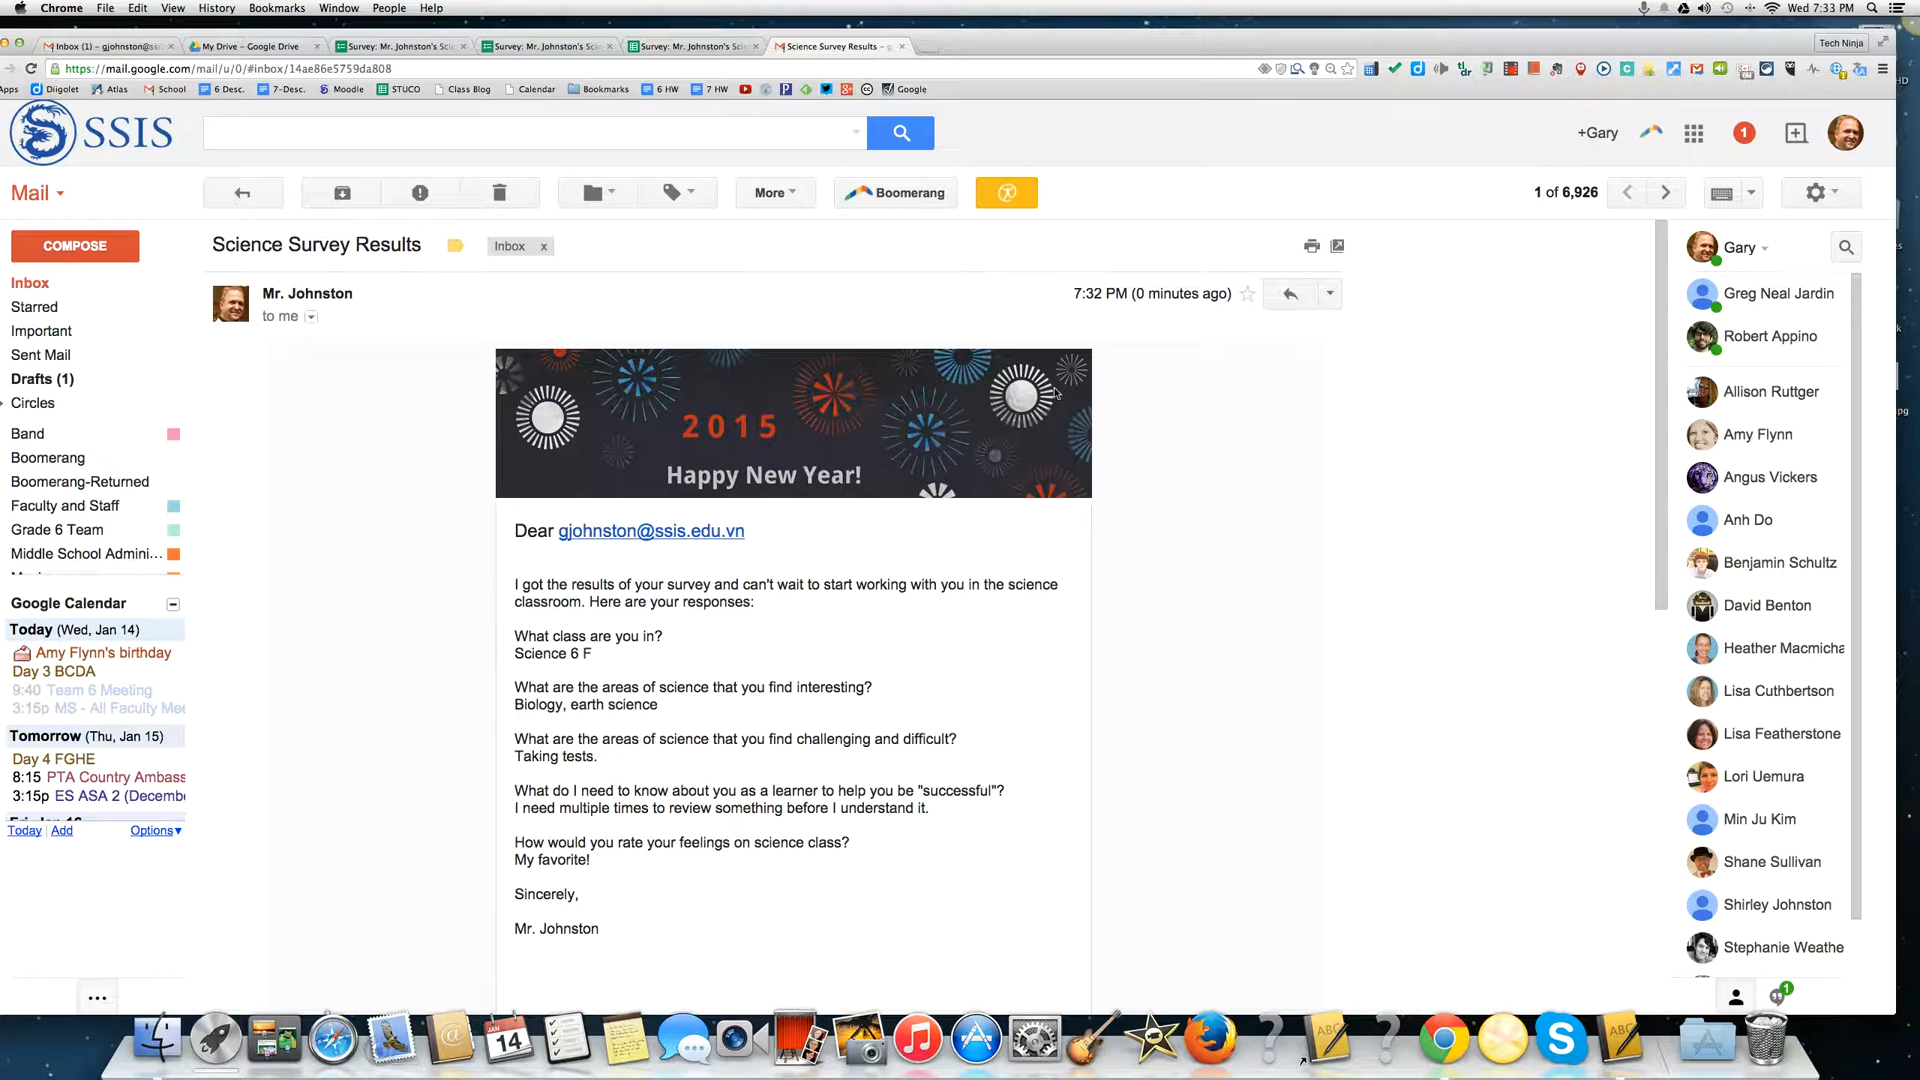 Chrome File Edit View History Bookmarks Window People Help
Wed 7:33 PM
Inbox (1) – gjohnston@ssis
My Drive – Google Drive
Survey: Mr. Johnston's Scie
Survey: Mr. Johnston's Scie
Survey: Mr. Johnston's Sci
Science Survey Results – g
Tech Ninja
https://mail.google.com/mail/u/0/#inbox/14ae86e5759da808
Apps Diigolet Atlas School 6 Desc. 7-Desc. Moodle STUCO Class Blog Calendar Bookmarks 6 HW 7 HW Google
SSIS
+Gary
1
Mail
More
Boomerang
1 of 6,926
COMPOSE
Science Survey Results
Inbox x
Gary
Inbox
Starred
Important
Sent Mail
Drafts (1)
Circles
Band
Boomerang
Boomerang-Returned
Faculty and Staff
Grade 6 Team
Middle School Admini...
Google Calendar
Today (Wed, Jan 14)
Amy Flynn's birthday
Day 3 BCDA
9:40 Team 6 Meeting
3:15p MS - All Faculty Mee
Tomorrow (Thu, Jan 15)
Day 4 FGHE
8:15 PTA Country Ambass
3:15p ES ASA 2 (Decembe
Today Add Options▾
Mr. Johnston
7:32 PM (0 minutes ago)
to me
2015
Happy New Year!
Dear gjohnston@ssis.edu.vn
I got the results of your survey and can't wait to start working with you in the science
classroom. Here are your responses:
What class are you in?
Science 6 F
What are the areas of science that you find interesting?
Biology, earth science
What are the areas of science that you find challenging and difficult?
Taking tests.
What do I need to know about you as a learner to help you be "successful"?
I need multiple times to review something before I understand it.
How would you rate your feelings on science class?
My favorite!
Sincerely,
Mr. Johnston
Greg Neal Jardin
Robert Appino
Allison Ruttger
Amy Flynn
Angus Vickers
Anh Do
Benjamin Schultz
David Benton
Heather Macmicha
Lisa Cuthbertson
Lisa Featherstone
Lori Uemura
Min Ju Kim
Shane Sullivan
Shirley Johnston
Stephanie Weathe
1
JAN
14
ABC
ABC